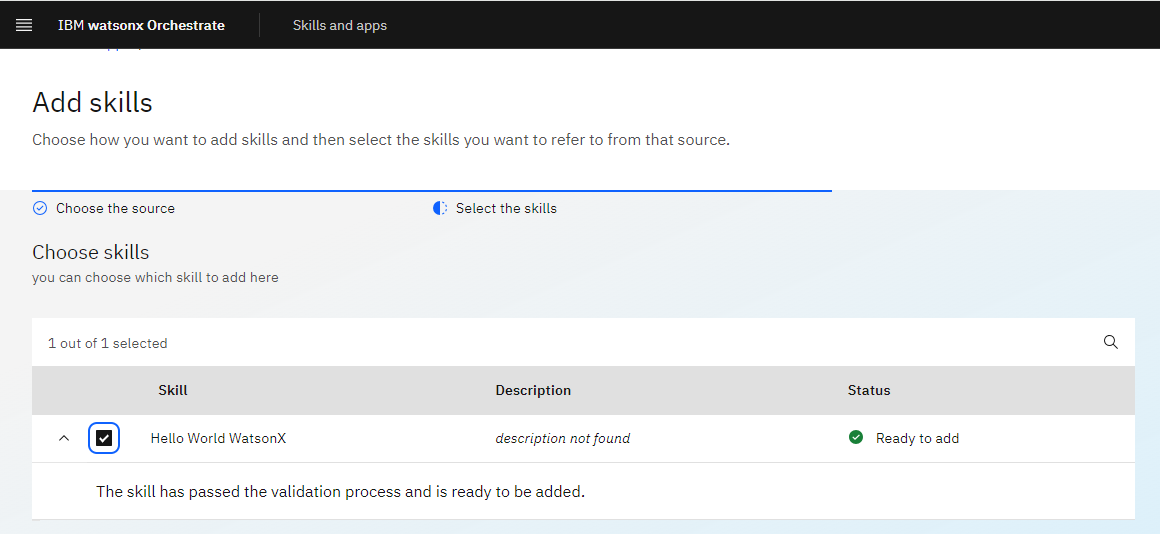 IBM watsonx Orchestrate Skills and apps
Add skills
Choose how you want to add skills and then select the skills you want to refer to from that source.
Choose the source Select the skills
Choose skills
you can choose which skill to add here
1 out of 1 selected
Skill Description Status
Hello World WatsonX description not found Ready to add
The skill has passed the validation process and is ready to be added.